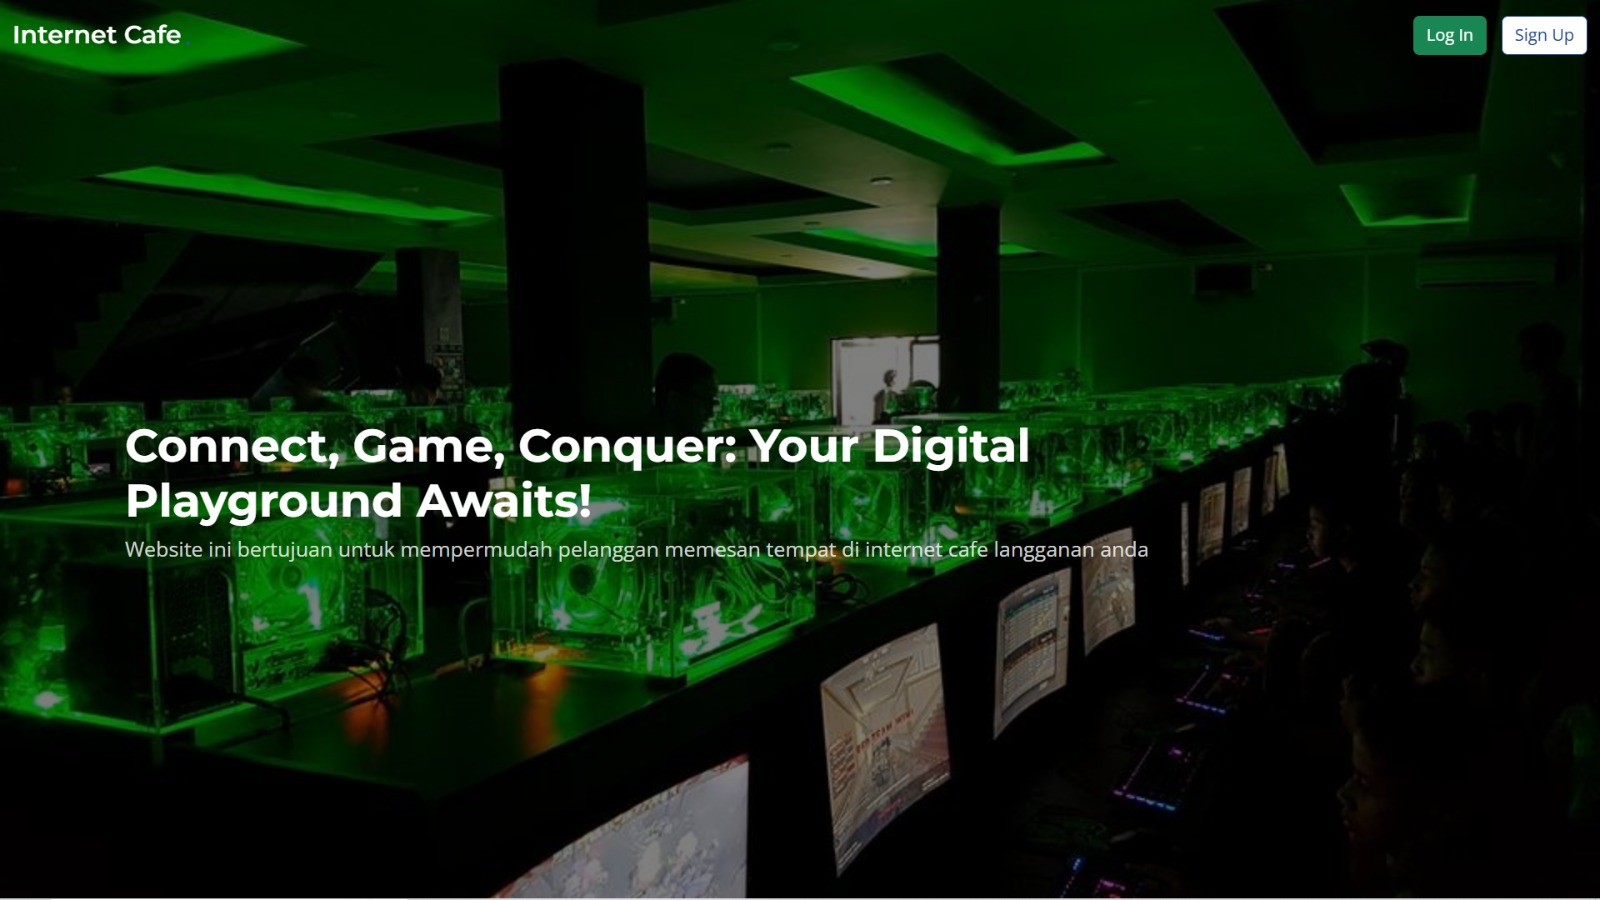 Internet Cafe.
Log In
Sign Up
Connect, Game, Conquer: Your Digital
Playground Awaits!
Website ini bertujuan untuk mempermudah pelanggan memesan tempat di internet cafe langganan anda